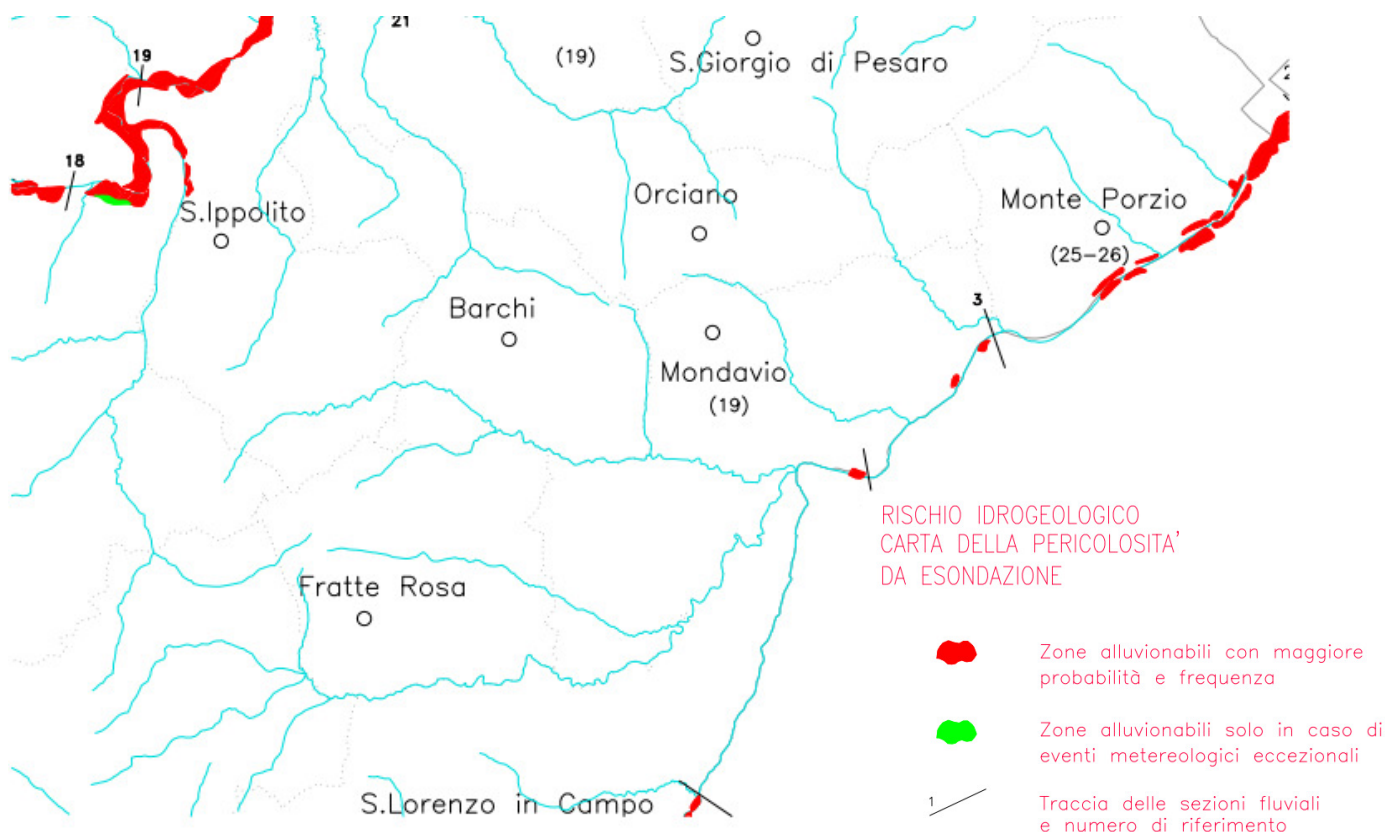 21
19
(19)
S.Giorgio di Pesaro
18
S.Ippolito
Orciano
Monte Porzio
(25-26)
Barchi
3
Mondavio
(19)
RISCHIO IDROGEOLOGICO
CARTA DELLA PERICOLOSITA'
DA ESONDAZIONE
Fratte Rosa
Zone alluvionabili con maggiore
probabilità e frequenza
Zone alluvionabili solo in caso di
eventi metereologici eccezionali
S.Lorenzo in Campo
1
Traccia delle sezioni fluviali
e numero di riferimento